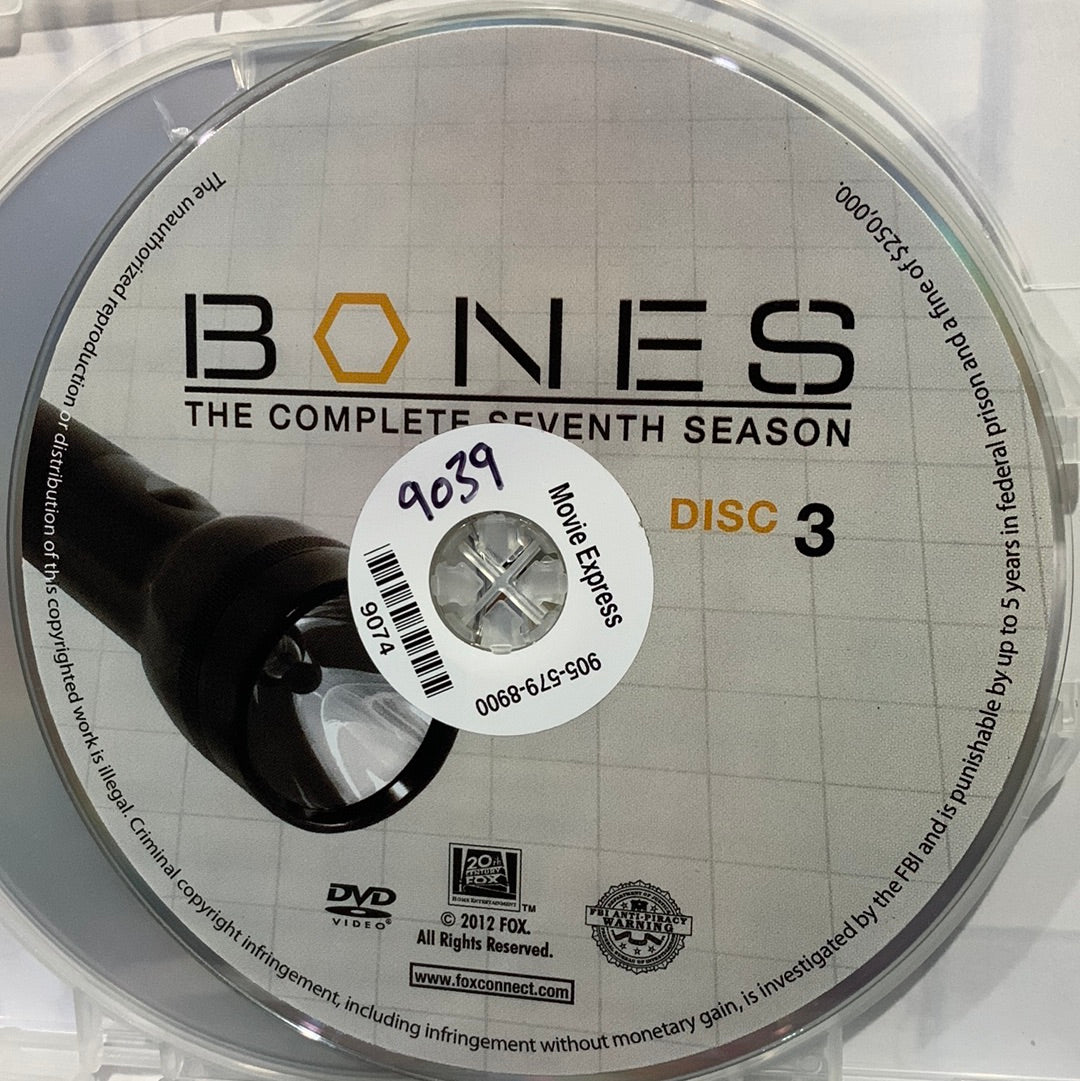 BONES
THE COMPLETE SEVENTH SEASON
DISC 3
9039
Movie Express
9074
905-579-8900
DVD
VIDEO
20th
CENTURY
FOX
HOME ENTERTAINMENT
TM
© 2012 FOX.
All Rights Reserved.
www.foxconnect.com
FBI ANTI-PIRACY
WARNING
The unauthorized reproduction or distribution of this copyrighted work is illegal. Criminal copyright infringement, including infringement without monetary gain, is investigated by the FBI and is punishable by up to 5 years in federal prison and a fine of $250,000.